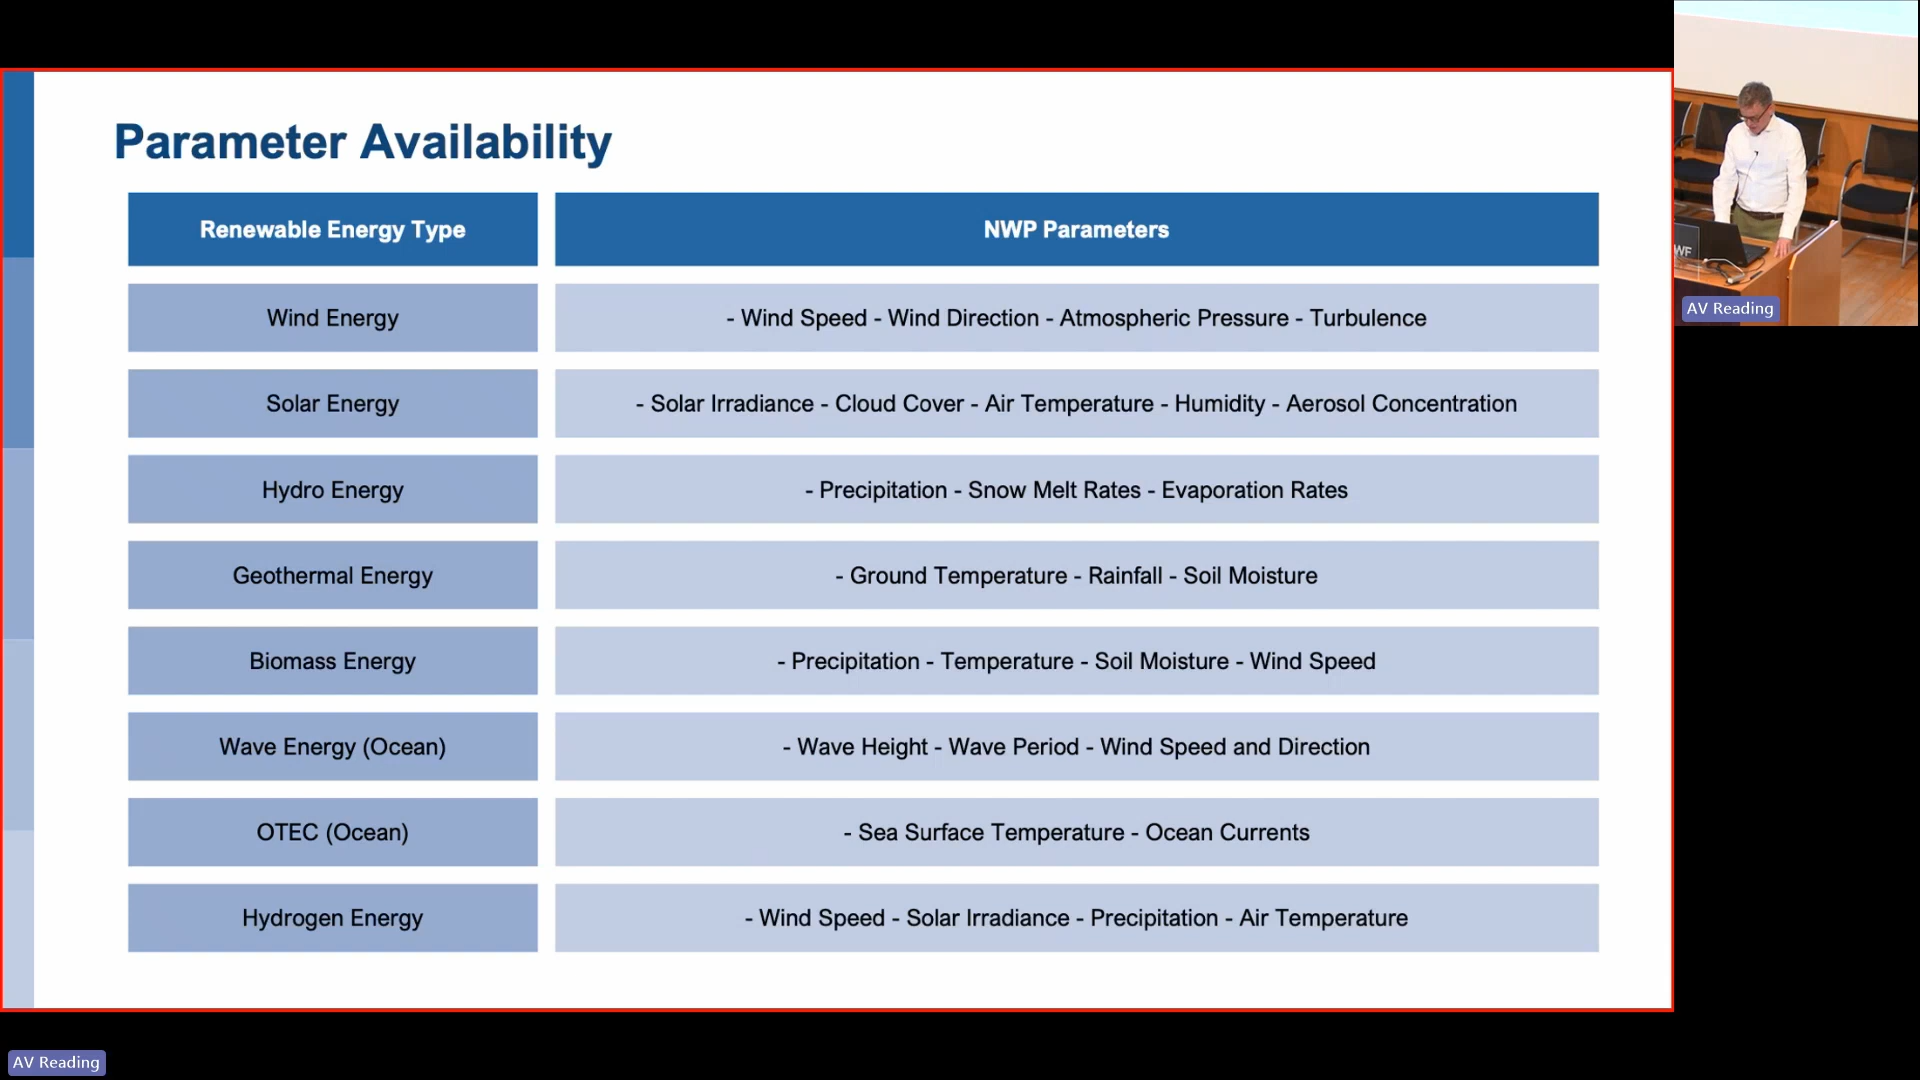 Parameter Availability
Renewable Energy Type
NWP Parameters
Wind Energy
- Wind Speed - Wind Direction - Atmospheric Pressure - Turbulence
Solar Energy
- Solar Irradiance - Cloud Cover - Air Temperature - Humidity - Aerosol Concentration
Hydro Energy
- Precipitation - Snow Melt Rates - Evaporation Rates
Geothermal Energy
- Ground Temperature - Rainfall - Soil Moisture
Biomass Energy
- Precipitation - Temperature - Soil Moisture - Wind Speed
Wave Energy (Ocean)
- Wave Height - Wave Period - Wind Speed and Direction
OTEC (Ocean)
- Sea Surface Temperature - Ocean Currents
Hydrogen Energy
- Wind Speed - Solar Irradiance - Precipitation - Air Temperature
WF
AV Reading
AV Reading